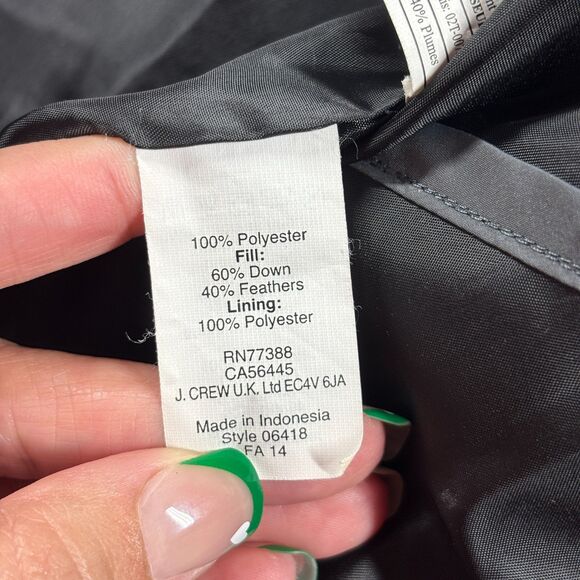 100% Polyester
Fill:
60% Down
40% Feathers
Lining:
100% Polyester
RN77388
CA56445
J. CREW U.K. Ltd EC4V 6JA
Made in Indonesia
Style 06418
FA 14
40% Plumes